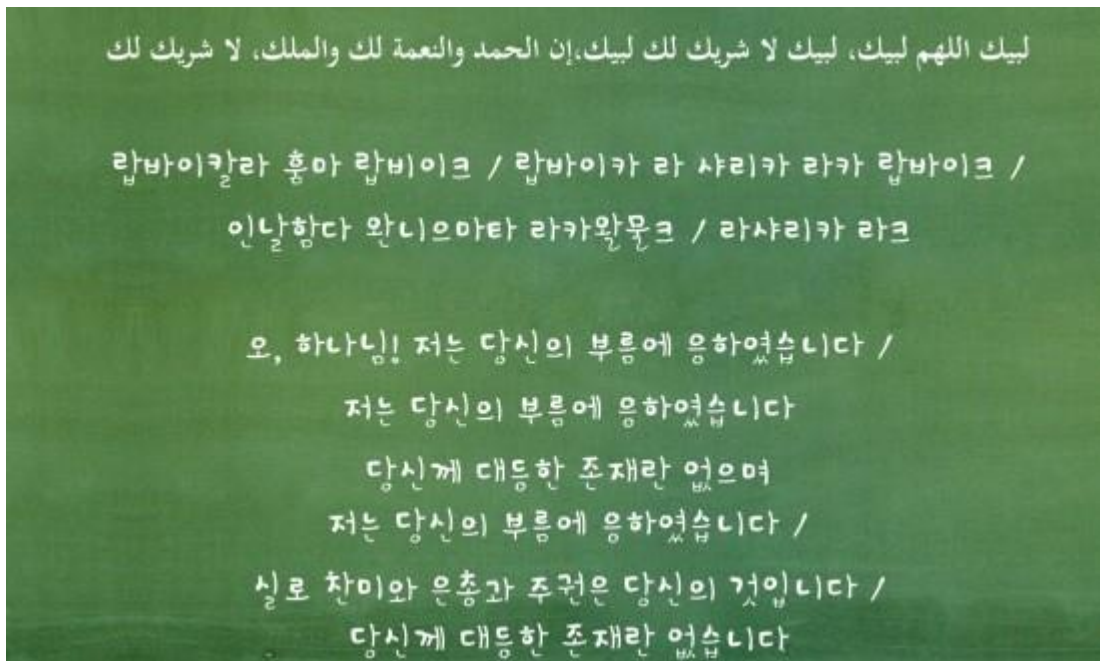 لبيك اللهم لبيك، لبيك لا شريك لك لبيك،إن الحمد والنعمة لك والملك، لا شريك لك
랍바이칼라 훔마 랍비이크 / 랍바이카 라 샤리카 라카 랍바이크 /
인날함다 완니으마타 라카왈물크 / 라샤리카 라크
오, 하나님! 저는 당신의 부름에 응하였습니다 /
저는 당신의 부름에 응하였습니다
당신께 대등한 존재란 없으며
저는 당신의 부름에 응하였습니다 /
실로 찬미와 은총과 주권은 당신의 것입니다 /
당신께 대등한 존재란 없습니다